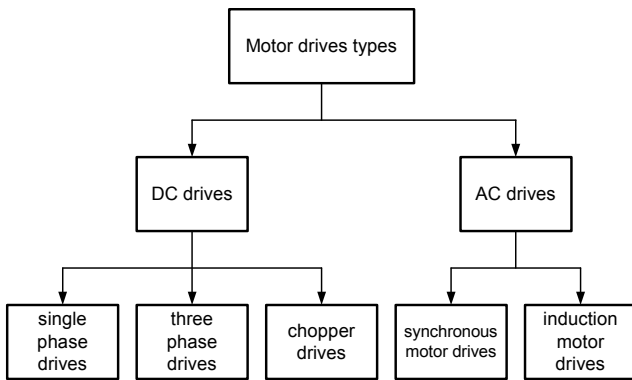 Motor drives types
DC drives
AC drives
single
phase
drives
three
phase
drives
chopper
drives
synchronous
motor drives
induction
motor
drives